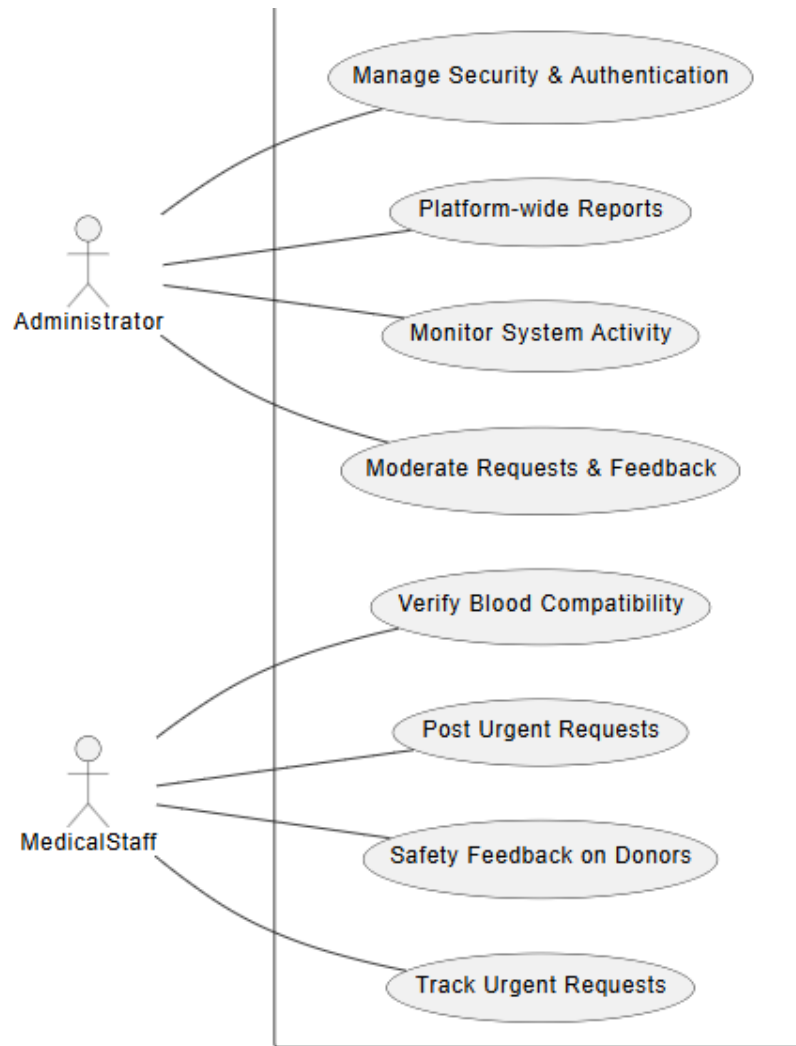 Manage Security & Authentication
Platform-wide Reports
Administrator
Monitor System Activity
Moderate Requests & Feedback
Verify Blood Compatibility
Post Urgent Requests
MedicalStaff
Safety Feedback on Donors
Track Urgent Requests